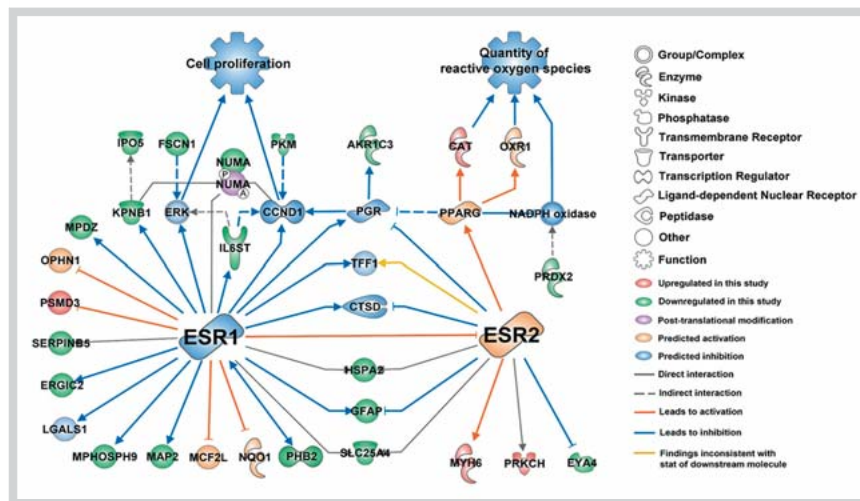 Cell proliferation
Quantity of
reactive oxygen species
IPO5
FSCN1
NUMA
PKM
AKR1C3
CAT
OXR1
P
NUMA
A
KPNB1
ERK
CCND1
PGR
PPARG
NADPH oxidase
MPDZ
IL6ST
OPHN1
TFF1
PRDX2
PSMD3
CTSD
ESR1
ESR2
SERPINB5
HSPA2
ERGIC2
GFAP
LGALS1
MPHOSPH9
MAP2
MCF2L
NQO1
PHB2
SLC25A4
MYH6
PRKCH
EYA4
Group/Complex
Enzyme
Kinase
Phosphatase
Transmembrane Receptor
Transporter
Transcription Regulator
Ligand-dependent Nuclear Receptor
Peptidase
Other
Function
Upregulated in this study
Downregulated in this study
Post-translational modification
Predicted activation
Predicted inhibition
Direct interaction
Indirect interaction
Leads to activation
Leads to inhibition
Findings inconsistent with
stat of downstream molecule